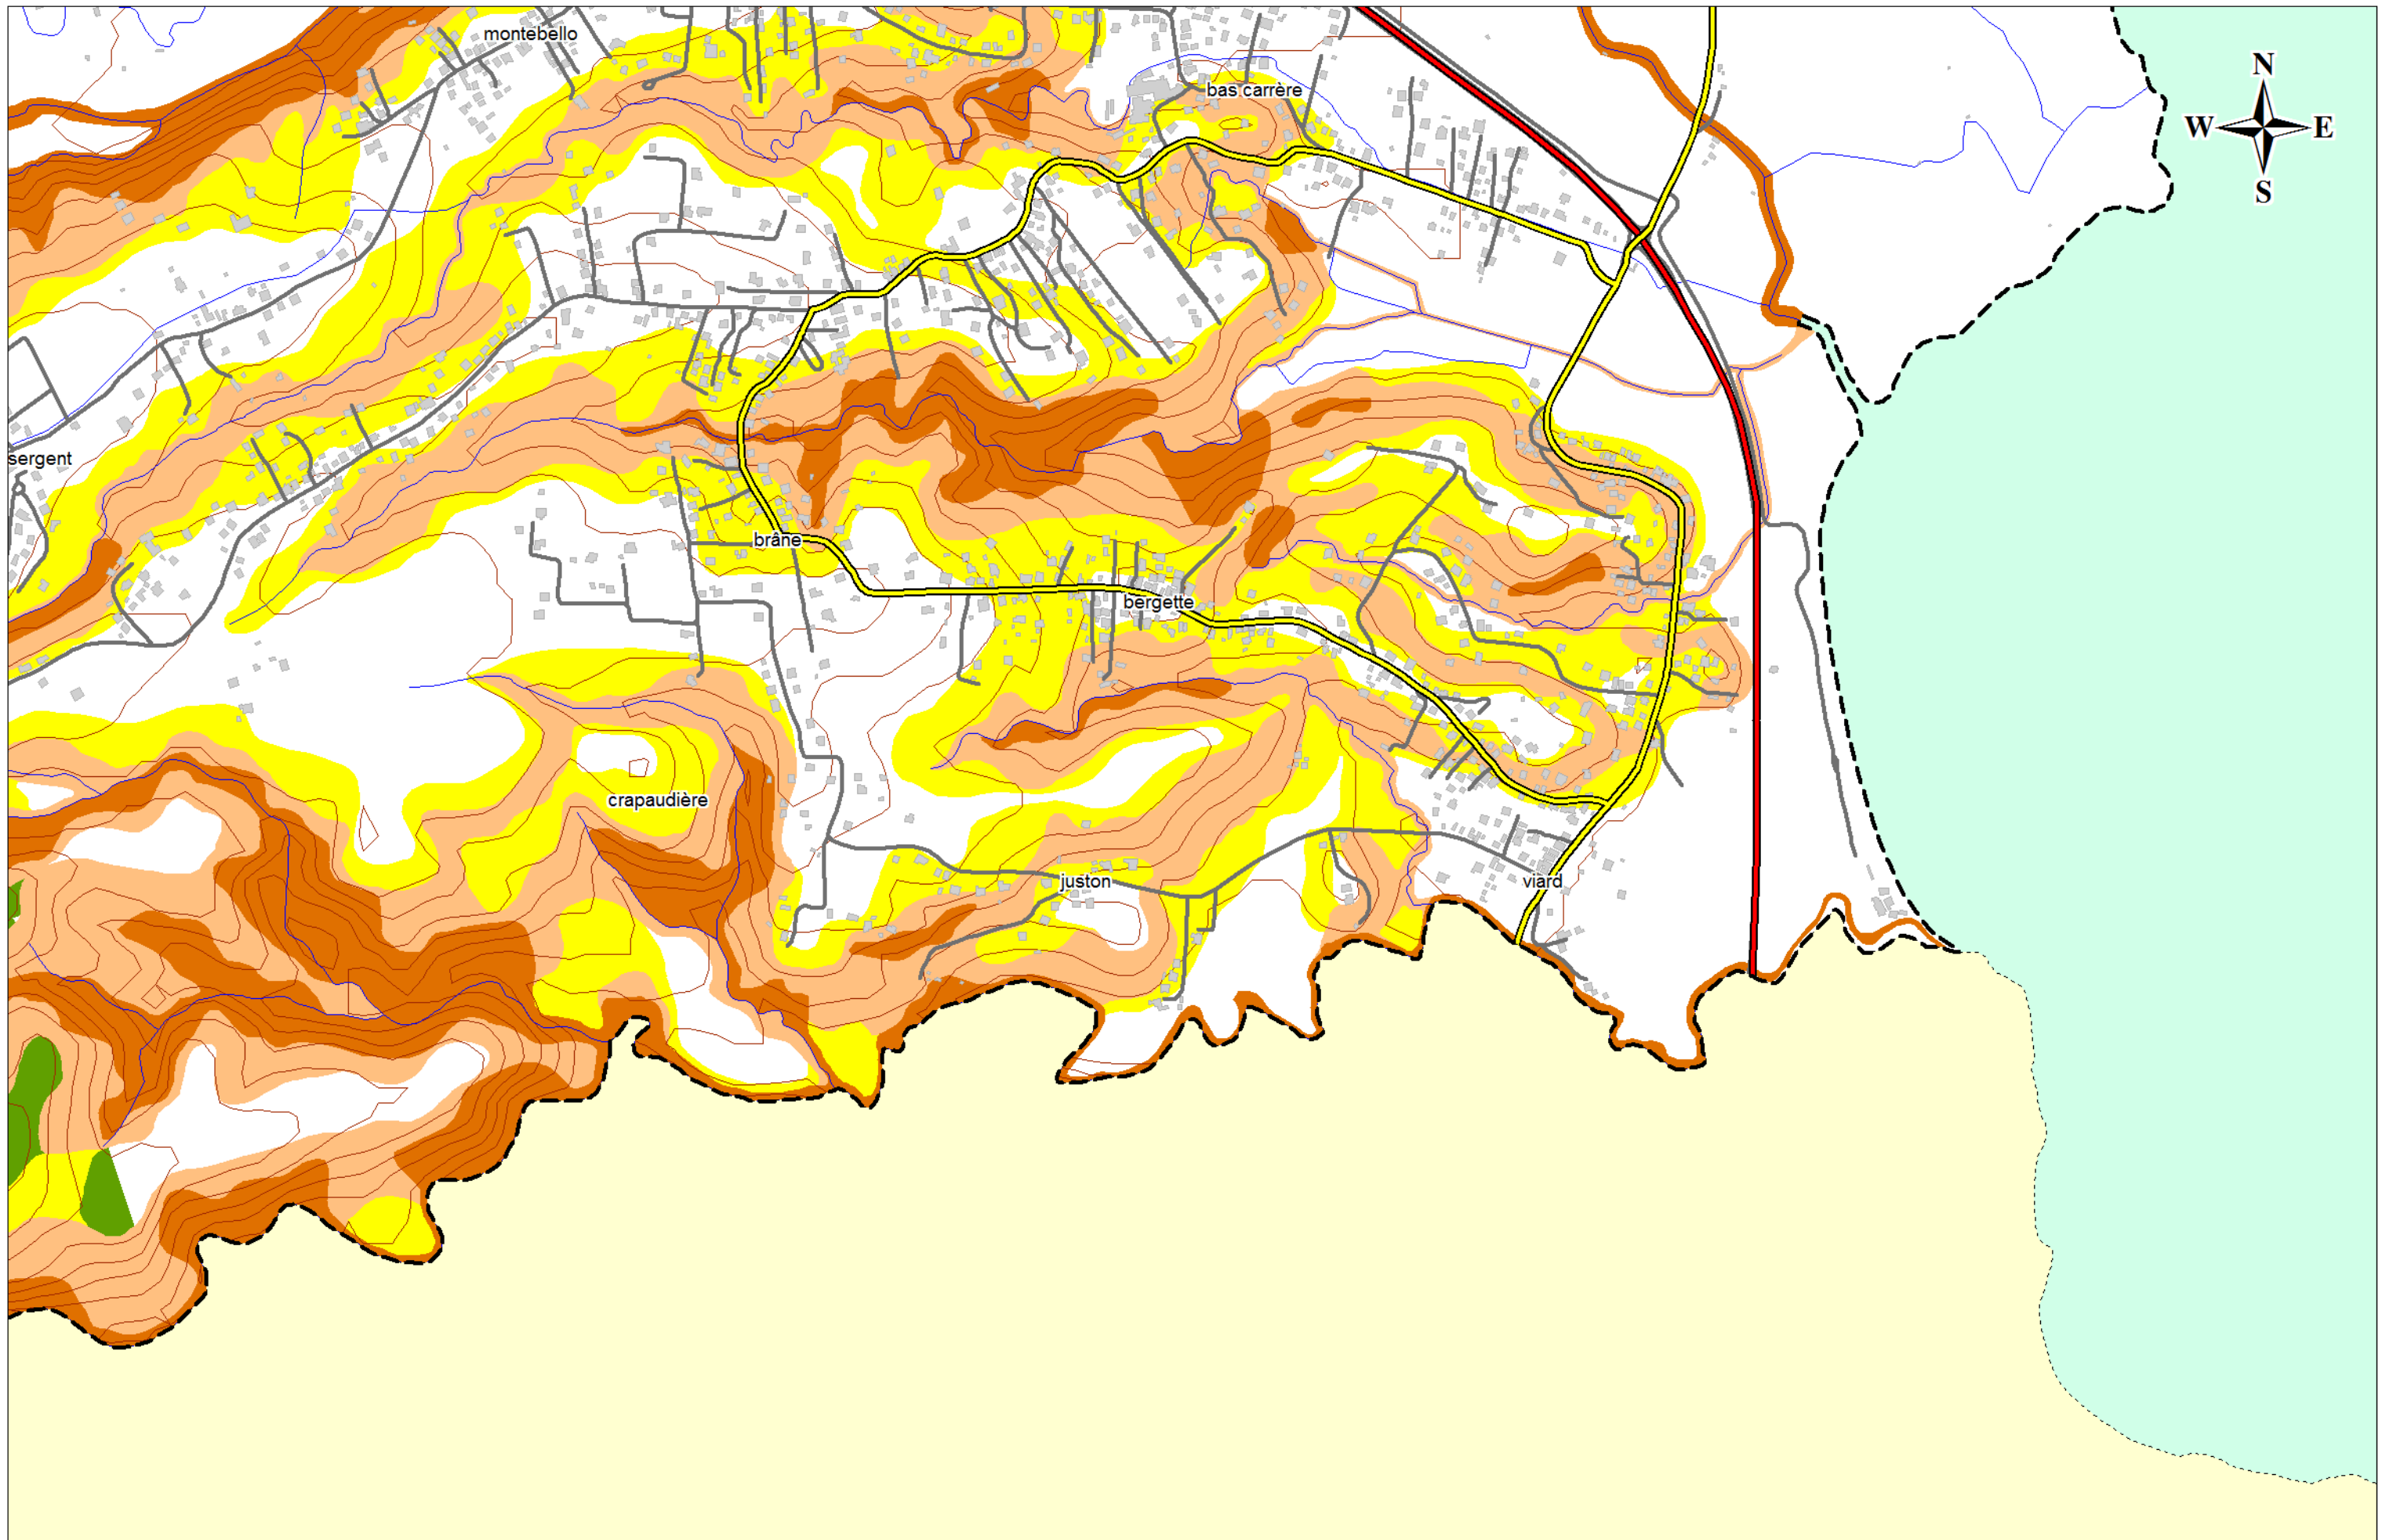 montebello
bas carrère
N
W E
S
sergent
brâne
bergette
crapaudière
juston
viard